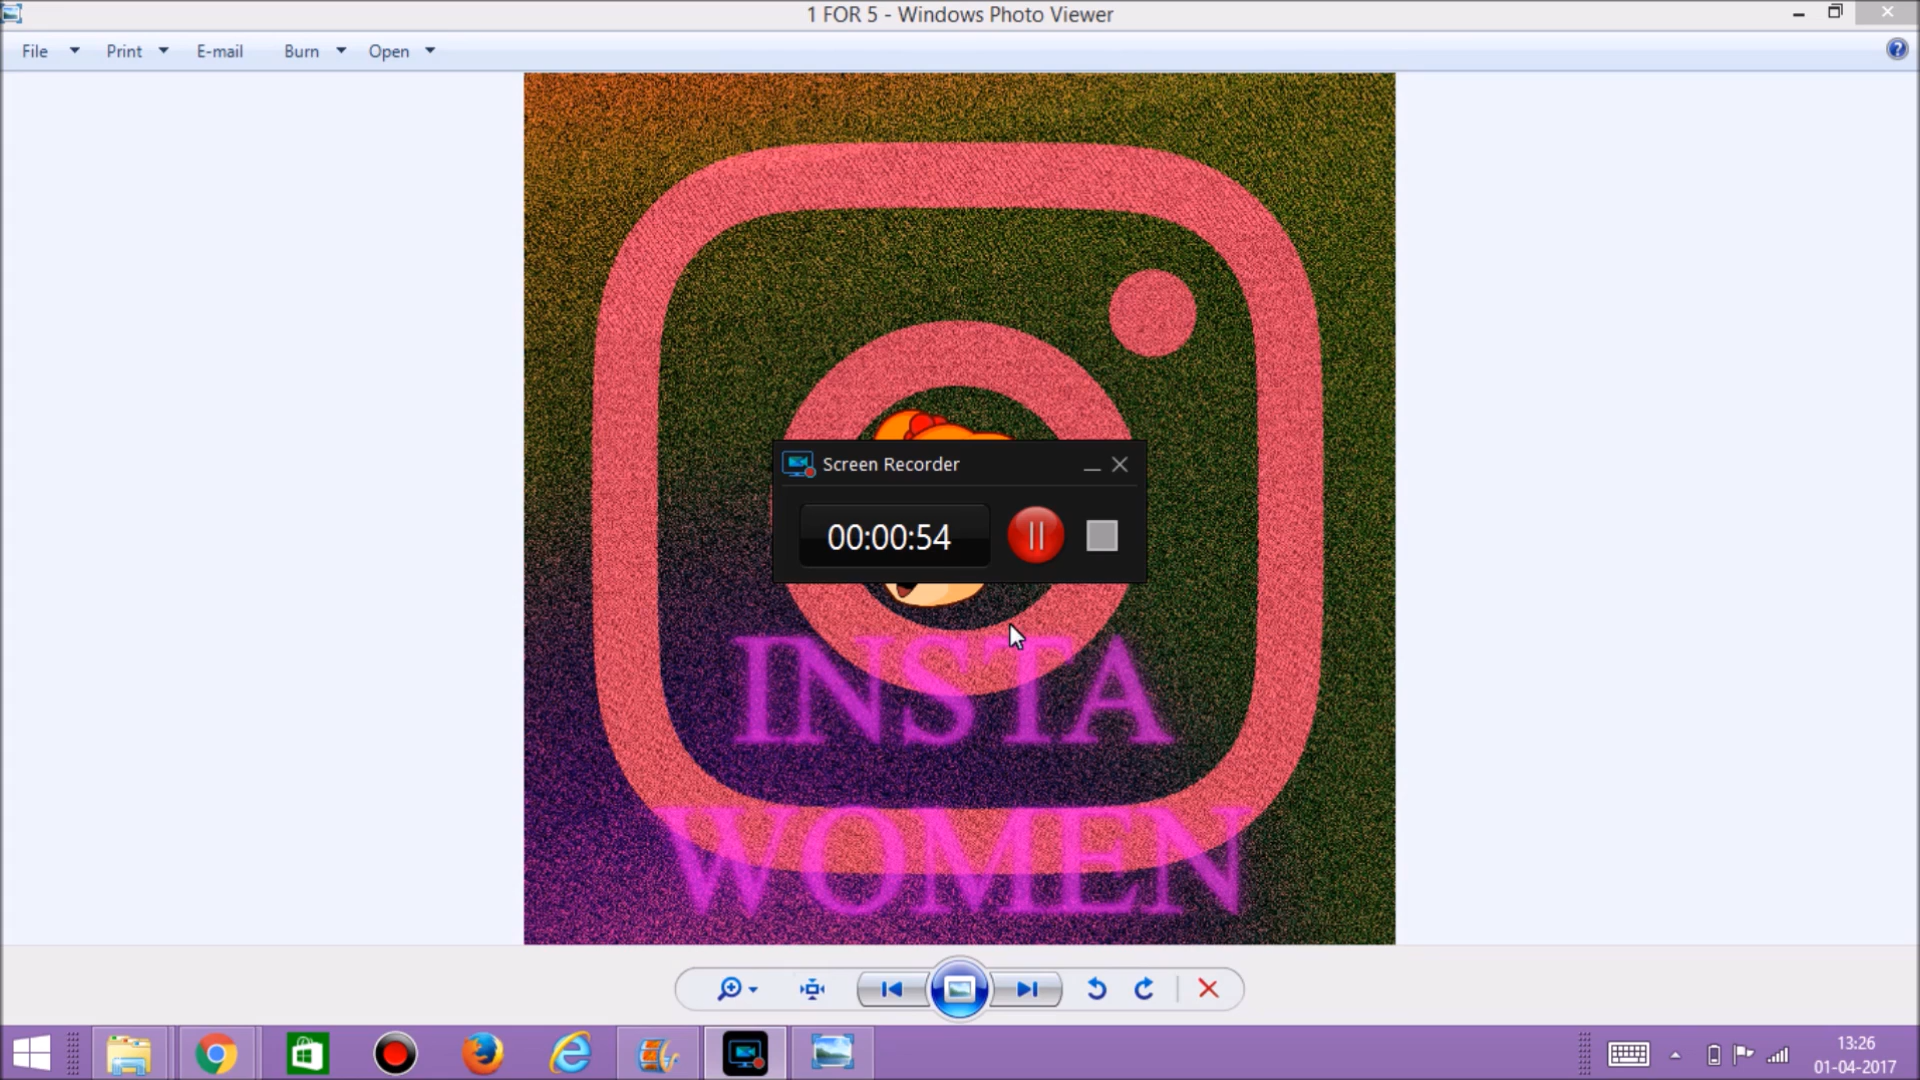 1 FOR 5 - Windows Photo Viewer
File Print E-mail Burn Open
Screen Recorder
00:00:54
INSTA
WOMEN
13:26
01-04-2017